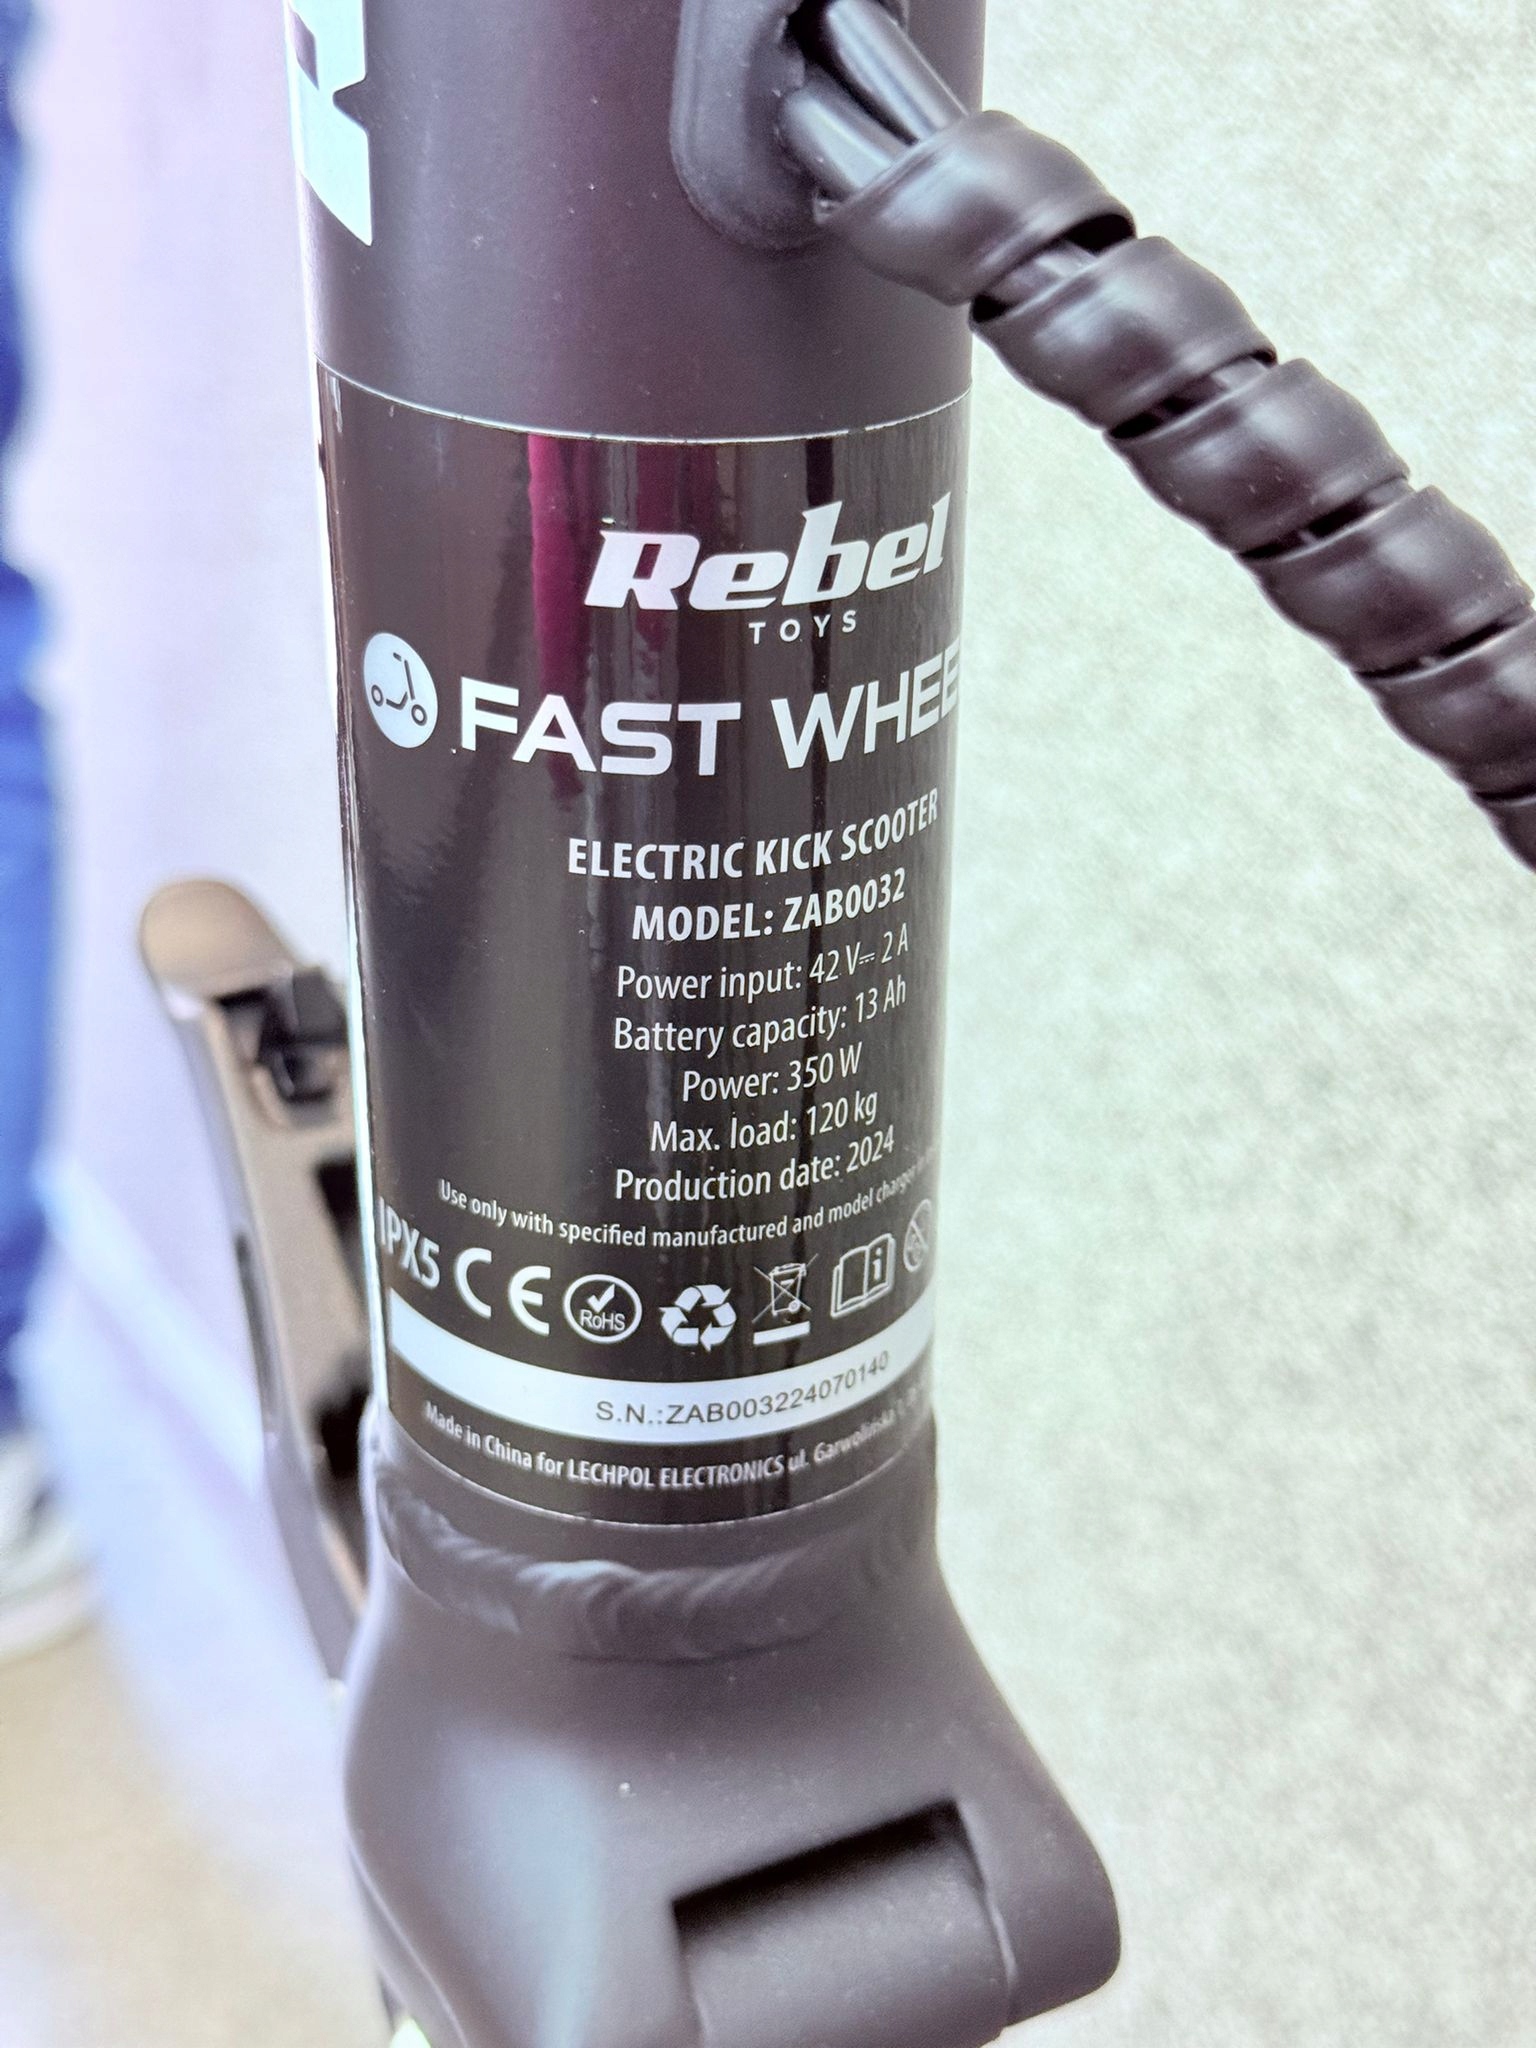 Rebel
TOYS
FAST WHEE
ELECTRIC KICK SCOOTER
MODEL: ZAB0032
Power input: 42 V⎓ 2 A
Battery capacity: 13 Ah
Power: 350 W
Max. load: 120 kg
Production date: 2024
Use only with specified manufactured and model charger
IPX5 CE RoHS
S.N.:ZAB003224070140
Made in China for LECHPOL ELECTRONICS ul. Garwolińska 1,